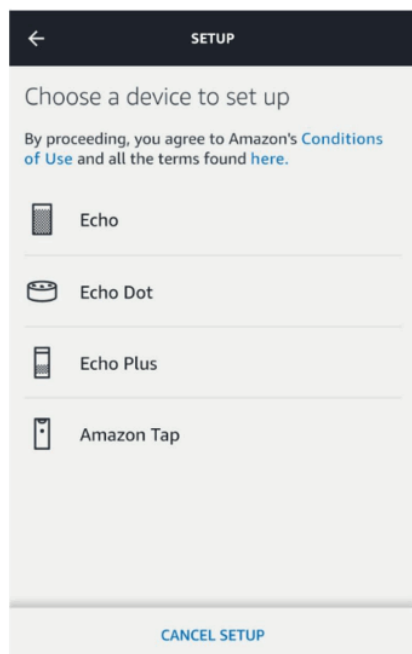 SETUP
Choose a device to set up
By proceeding, you agree to Amazon's Conditions
of Use and all the terms found here.
Echo
Echo Dot
Echo Plus
Amazon Tap
CANCEL SETUP